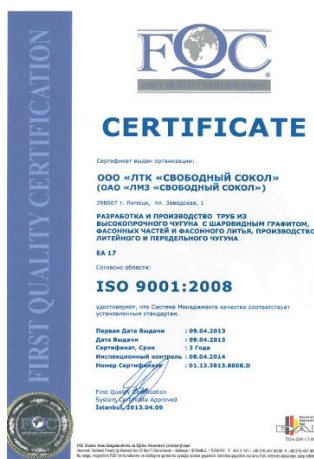 FQC
FIRST QUALITY CERTIFICATION
FIRST QUALITY CERTIFICATION
CERTIFICATE
Сертификат выдан организации:
ООО «ЛТК «СВОБОДНЫЙ СОКОЛ»
(ОАО «ЛМЗ «СВОБОДНЫЙ СОКОЛ»)
398007 г. Липецк, пл. Заводская, 1
РАЗРАБОТКА И ПРОИЗВОДСТВО ТРУБ ИЗ
ВЫСОКОПРОЧНОГО ЧУГУНА С ШАРОВИДНЫМ ГРАФИТОМ,
ФАСОННЫХ ЧАСТЕЙ И ФАСОННОГО ЛИТЬЯ, ПРОИЗВОДСТВО
ЛИТЕЙНОГО И ПЕРЕДЕЛЬНОГО ЧУГУНА
EA 17
Согласно области:
ISO 9001:2008
удостоверяет, что Система Менеджмента качества соответствует
установленным стандартам.
Первая Дата Выдачи : 09.04.2013
Дата Выдачи : 09.04.2013
Сертификат, Срок : 3 Года
Инспекционный контроль : 08.04.2014
Номер Сертификата : 01.13.3813.8608.D
First Quality Certification
System Certificate Approved
İstanbul, 2013.04.09